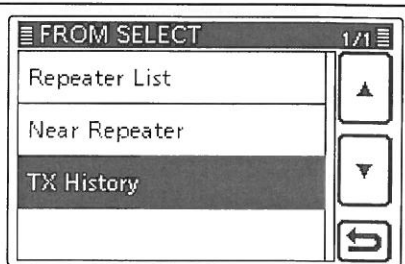 FROM SELECT 1/1
Repeater List
Near Repeater
TX History